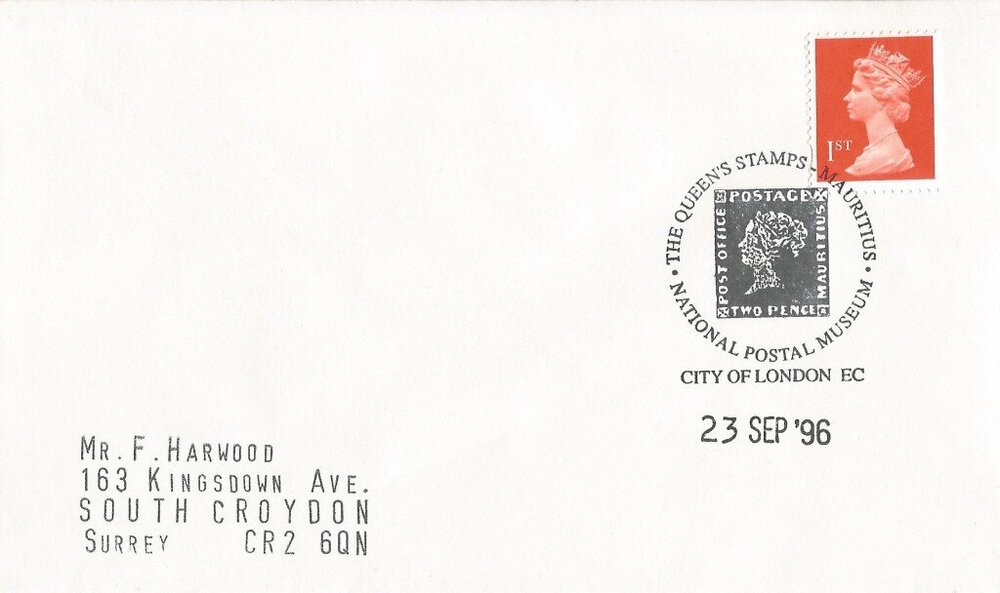 1ST
THE QUEEN'S STAMPS - MAURITIUS
POSTAGE
POST OFFICE
MAURITIUS
TWO PENCE
NATIONAL POSTAL MUSEUM
CITY OF LONDON EC
23 SEP '96
MR. F. HARWOOD
163 KINGSDOWN AVE.
SOUTH CROYDON
SURREY CR2 6QN